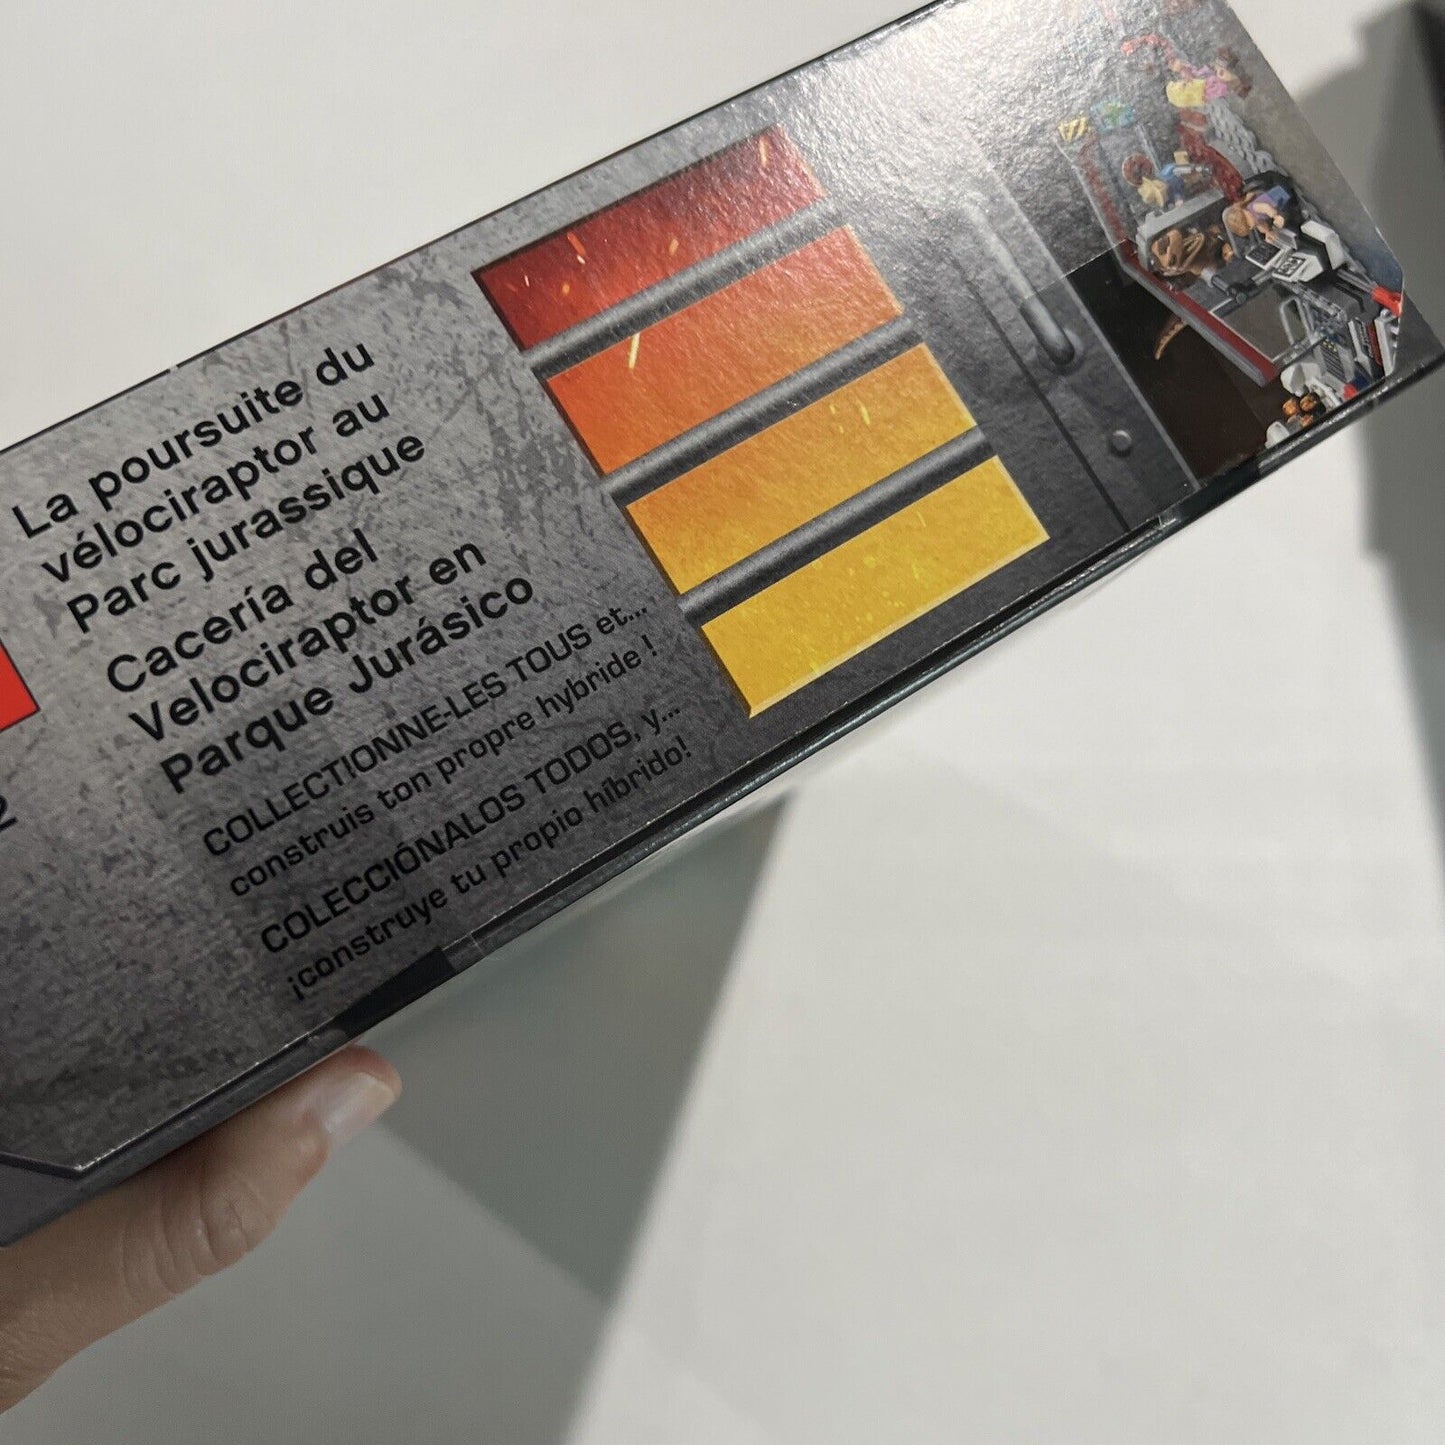 La poursuite du
vélociraptor au
Parc jurassique
Cacería del
Velociraptor en
Parque Jurásico
COLLECTIONNE-LES TOUS et...
construis ton propre hybride !
COLECCIÓNALOS TODOS, y...
¡construye tu propio híbrido!
2